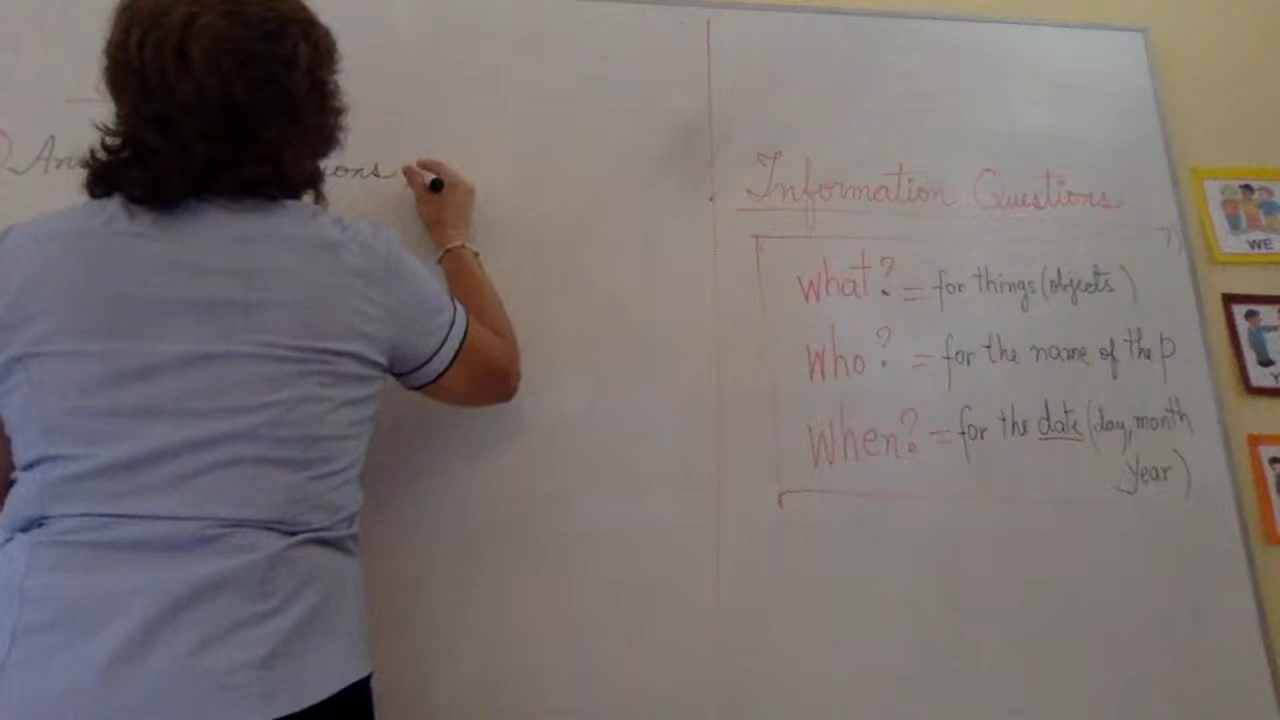 ions
Information Questions
What? = for things (objects)
Who? = for the name of the p
When? = for the date (day, month
year)
WE